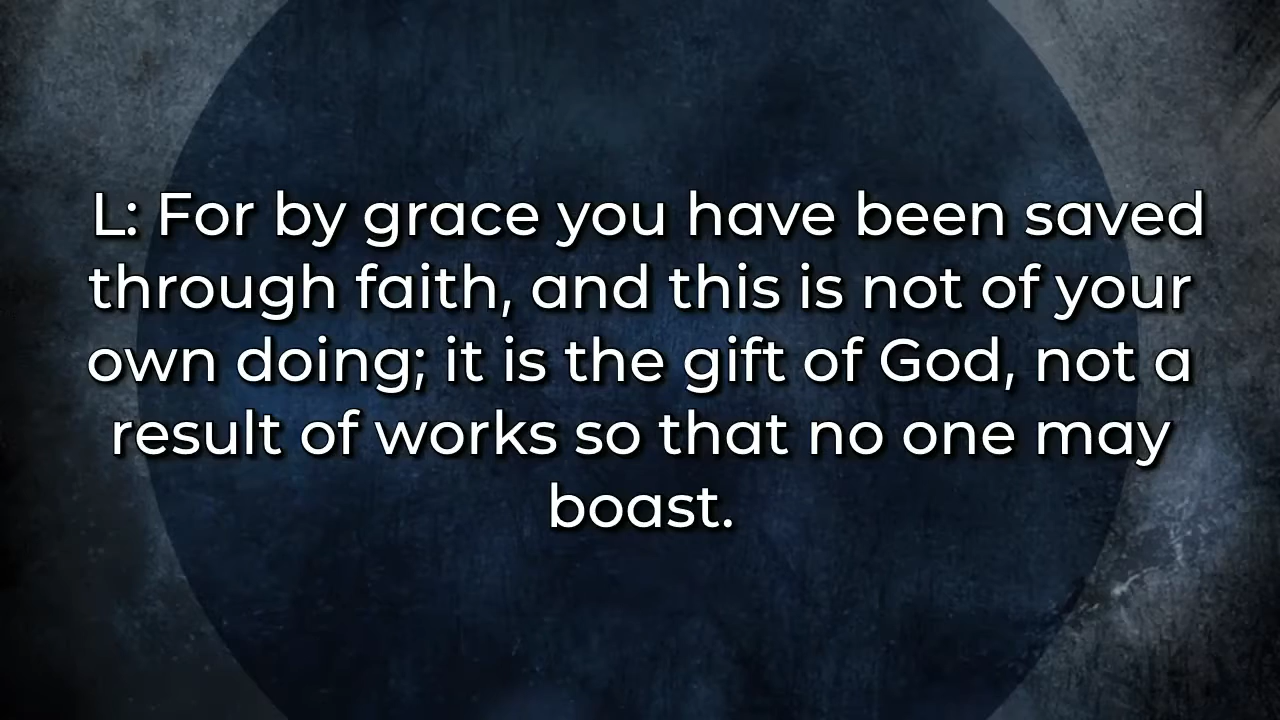 L: For by grace you have been saved
through faith, and this is not of your
own doing; it is the gift of God, not a
result of works so that no one may
boast.